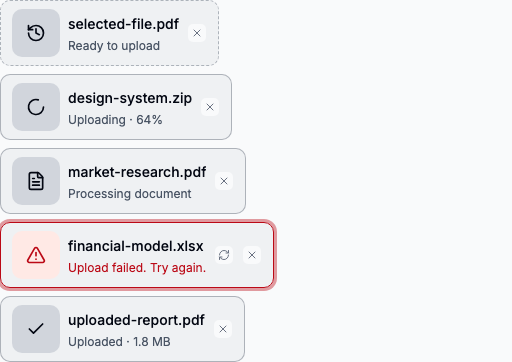 selected-file.pdf
Ready to upload
design-system.zip
Uploading · 64%
market-research.pdf
Processing document
financial-model.xlsx
Upload failed. Try again.
uploaded-report.pdf
Uploaded · 1.8 MB